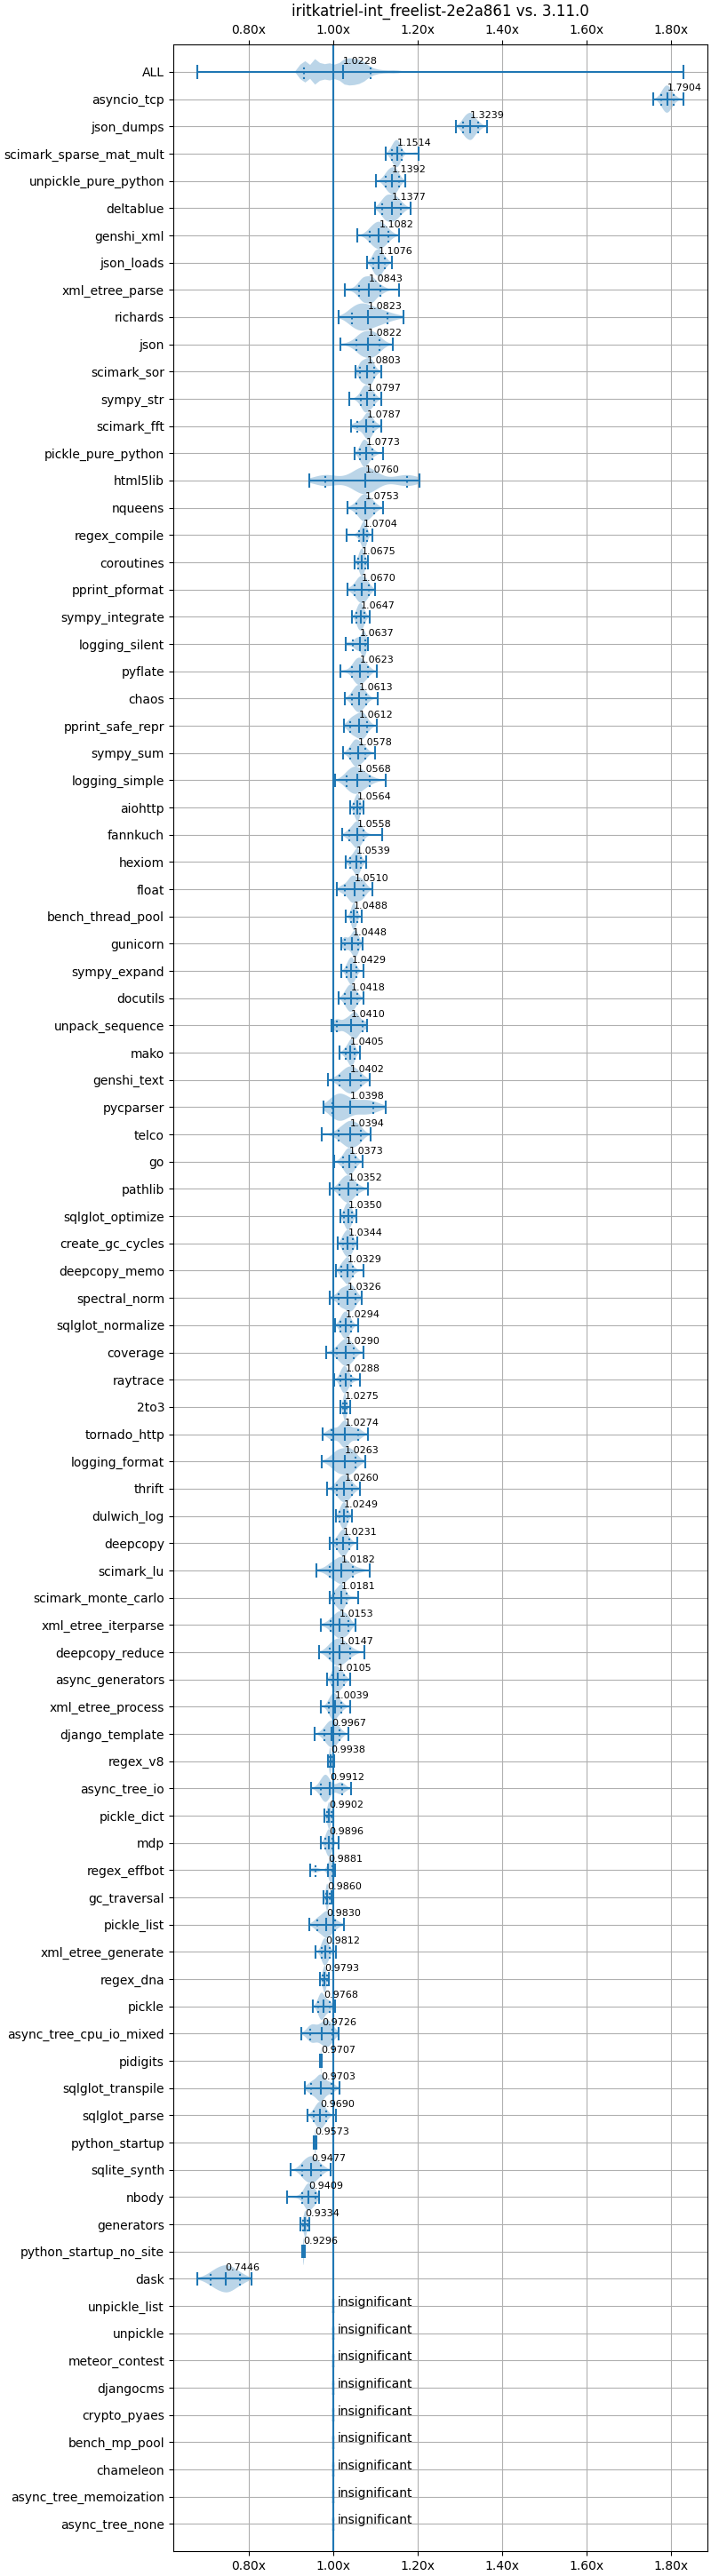 iritkatriel-int_freelist-2e2a861 vs. 3.11.0
0.80x 1.00x 1.20x 1.40x 1.60x 1.80x
ALL 1.0228
asyncio_tcp 1.7904
json_dumps 1.3239
scimark_sparse_mat_mult 1.1514
unpickle_pure_python 1.1392
deltablue 1.1377
genshi_xml 1.1082
json_loads 1.1076
xml_etree_parse 1.0843
richards 1.0823
json 1.0822
scimark_sor 1.0803
sympy_str 1.0797
scimark_fft 1.0787
pickle_pure_python 1.0773
html5lib 1.0760
nqueens 1.0753
regex_compile 1.0704
coroutines 1.0675
pprint_pformat 1.0670
sympy_integrate 1.0647
logging_silent 1.0637
pyflate 1.0623
chaos 1.0613
pprint_safe_repr 1.0612
sympy_sum 1.0578
logging_simple 1.0568
aiohttp 1.0564
fannkuch 1.0558
hexiom 1.0539
float 1.0510
bench_thread_pool 1.0488
gunicorn 1.0448
sympy_expand 1.0429
docutils 1.0418
unpack_sequence 1.0410
mako 1.0405
genshi_text 1.0402
pycparser 1.0398
telco 1.0394
go 1.0373
pathlib 1.0352
sqlglot_optimize 1.0350
create_gc_cycles 1.0344
deepcopy_memo 1.0329
spectral_norm 1.0326
sqlglot_normalize 1.0294
coverage 1.0290
raytrace 1.0288
2to3 1.0275
tornado_http 1.0274
logging_format 1.0263
thrift 1.0260
dulwich_log 1.0249
deepcopy 1.0231
scimark_lu 1.0182
scimark_monte_carlo 1.0181
xml_etree_iterparse 1.0153
deepcopy_reduce 1.0147
async_generators 1.0105
xml_etree_process 1.0039
django_template 0.9967
regex_v8 0.9938
async_tree_io 0.9912
pickle_dict 0.9902
mdp 0.9896
regex_effbot 0.9881
gc_traversal 0.9860
pickle_list 0.9830
xml_etree_generate 0.9812
regex_dna 0.9793
pickle 0.9768
async_tree_cpu_io_mixed 0.9726
pidigits 0.9707
sqlglot_transpile 0.9703
sqlglot_parse 0.9690
python_startup 0.9573
sqlite_synth 0.9477
nbody 0.9409
generators 0.9334
python_startup_no_site 0.9296
dask 0.7446
unpickle_list insignificant
unpickle insignificant
meteor_contest insignificant
djangocms insignificant
crypto_pyaes insignificant
bench_mp_pool insignificant
chameleon insignificant
async_tree_memoization insignificant
async_tree_none insignificant
0.80x 1.00x 1.20x 1.40x 1.60x 1.80x